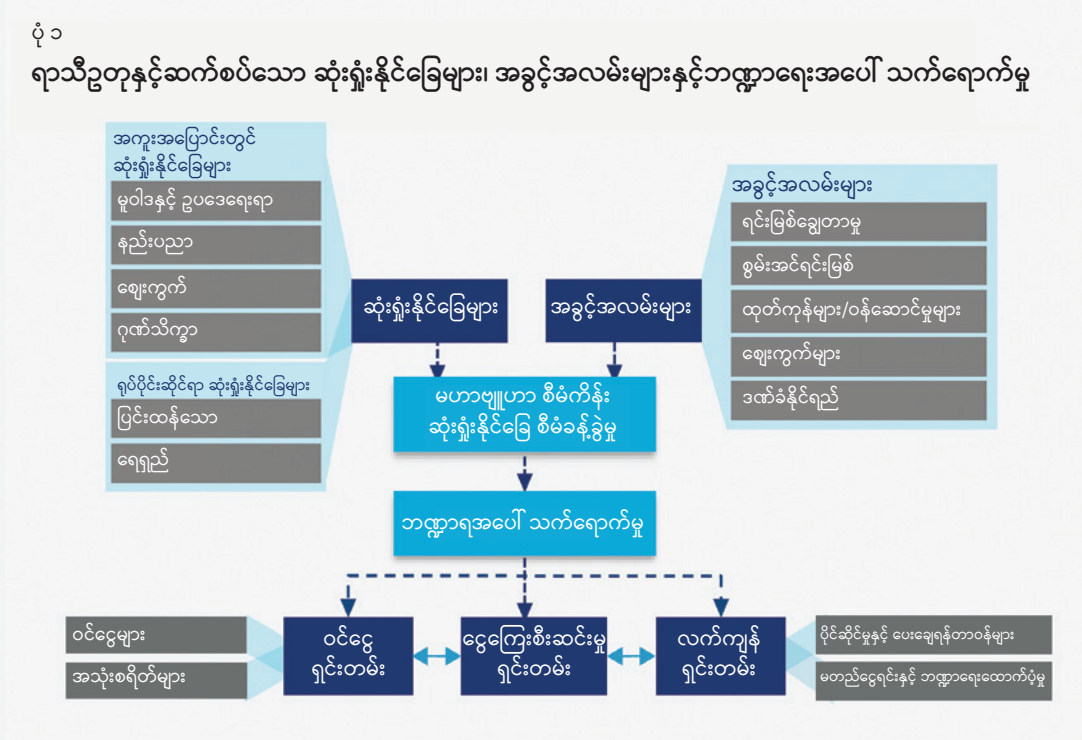 ပုံ ၁
ရာသီဥတုနှင့်ဆက်စပ်သော ဆုံးရှုံးနိုင်ခြေများ၊ အခွင့်အလမ်းများနှင့်ဘဏ္ဍာရေးအပေါ် သက်ရောက်မှု
အကူးအပြောင်းတွင်
ဆုံးရှုံးနိုင်ခြေများ
မူဝါဒနှင့် ဥပဒေရေးရာ
နည်းပညာ
ဈေးကွက်
ဂုဏ်သိက္ခာ
ရုပ်ပိုင်းဆိုင်ရာ ဆုံးရှုံးနိုင်ခြေများ
ပြင်းထန်သော
ရေရှည်
ဆုံးရှုံးနိုင်ခြေများ
အခွင့်အလမ်းများ
အခွင့်အလမ်းများ
ရင်းမြစ်ချွေတာမှု
စွမ်းအင်ရင်းမြစ်
ထုတ်ကုန်များ/ဝန်ဆောင်မှုများ
ဈေးကွက်များ
ဒဏ်ခံနိုင်ရည်
မဟာဗျူဟာ စီမံကိန်း
ဆုံးရှုံးနိုင်ခြေ စီမံခန့်ခွဲမှု
ဘဏ္ဍာရအပေါ် သက်ရောက်မှု
ဝင်ငွေများ
အသုံးစရိတ်များ
ဝင်ငွေ
ရှင်းတမ်း
ငွေကြေးစီးဆင်းမှု
ရှင်းတမ်း
လက်ကျန်
ရှင်းတမ်း
ပိုင်ဆိုင်မှုနှင့် ပေးချေရန်တာဝန်များ
မတည်ငွေရင်းနှင့် ဘဏ္ဍာရေးထောက်ပံ့မှု